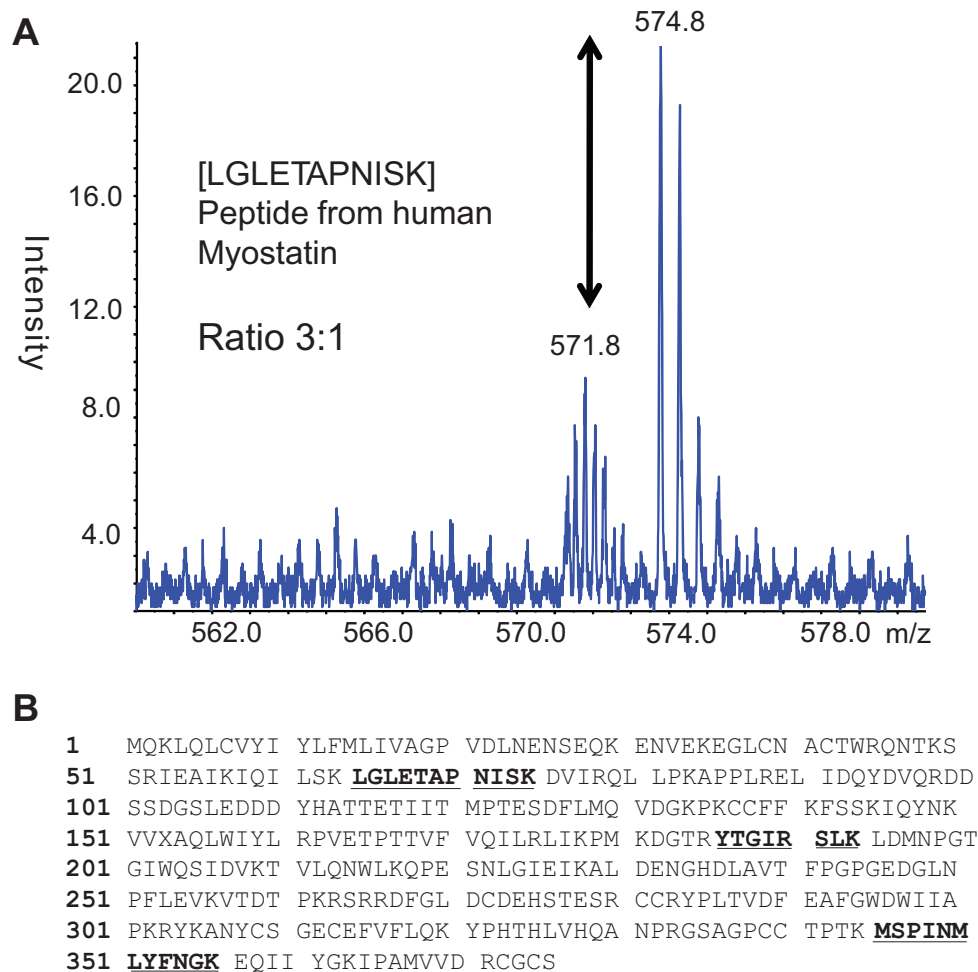 A
574.8
20.0
[LGLETAPNISK]
Peptide from human
Myostatin
16.0
Intensity
12.0
Ratio 3:1
571.8
8.0
4.0
562.0 566.0 570.0 574.0 578.0 m/z
B
1 MQKLQLCVYI YLFMLIVAGP VDLNENSEQK ENVEKEGLCN ACTWRQNTKS
51 SRIEAIKIQI LSK LGLETAP NISK DVIRQL LPKAPPLREL IDQYDVQRDD
101 SSDGSLEDDD YHATTETIIT MPTESDFLMQ VDGKPKCCFF KFSSKIQYNK
151 VVXAQLWIYL RPVETPTTVF VQILRLIKPM KDGTR YTGIR SLK LDMNPGT
201 GIWQSIDVKT VLQNWLKQPE SNLGIEIKAL DENGHDLAVT FPGPGEDGLN
251 PFLEVKVTDT PKRSRRDFGL DCDEHSTESR CCRYPLTVDF EAFGWDWIIA
301 PKRYKANYCS GECEFVFLQK YPHTHLVHQA NPRGSAGPCC TPTK MSPINM
351 LYFNGK EQII YGKIPAMVVD RCGCS